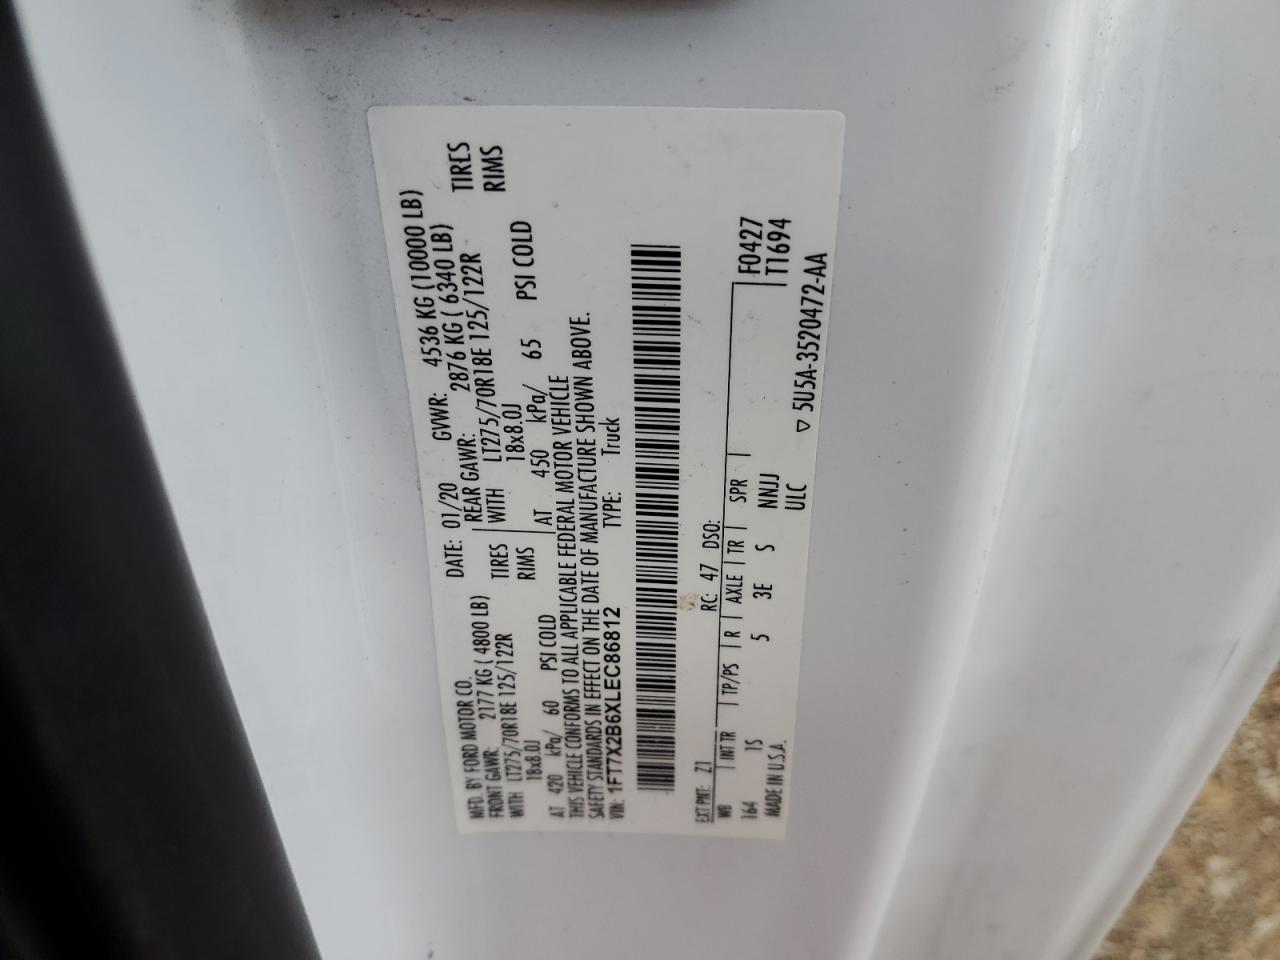 MFD. BY FORD MOTOR CO. DATE: 01/20 GVWR: 4536 KG (10000 LB)
FRONT GAWR: 2177 KG ( 4800 LB) REAR GAWR: 2876 KG ( 6340 LB)
WITH LT275/70R18E 125/122R TIRES WITH LT275/70R18E 125/122R TIRES
18x8.0J RIMS 18x8.0J RIMS
AT 420 kPa/ 60 PSI COLD AT 450 kPa/ 65 PSI COLD
THIS VEHICLE CONFORMS TO ALL APPLICABLE FEDERAL MOTOR VEHICLE
SAFETY STANDARDS IN EFFECT ON THE DATE OF MANUFACTURE SHOWN ABOVE.
VIN: 1FT7X2B6XLEC86812 TYPE: Truck
EXT PNT: Z1 RC: 47 DSO:
WB INT TR TP/PS R AXLE TR SPR F0427
164 1S 5 3E S NNJJ T1694
MADE IN U.S.A. ULC ▽ 5U5A-3520472-AA